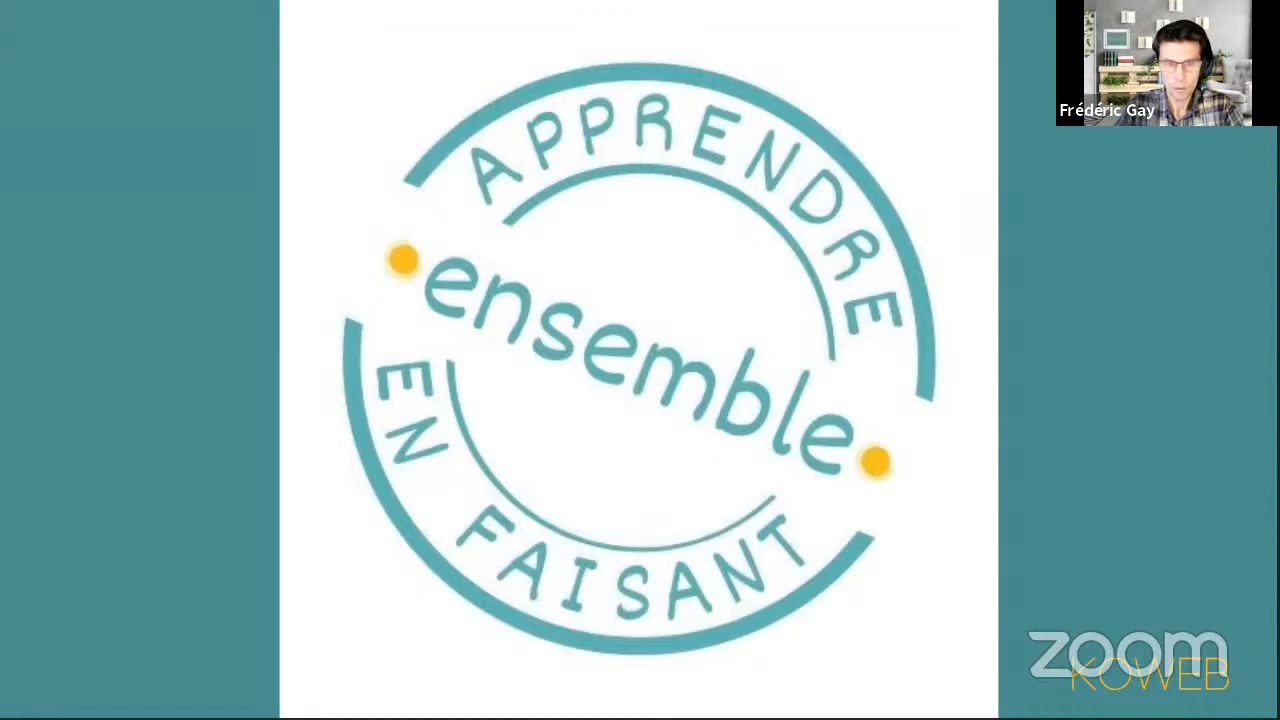 APPRENDRE
ensemble
EN FAISANT
Frédéric Gay
zoom
KOWEB